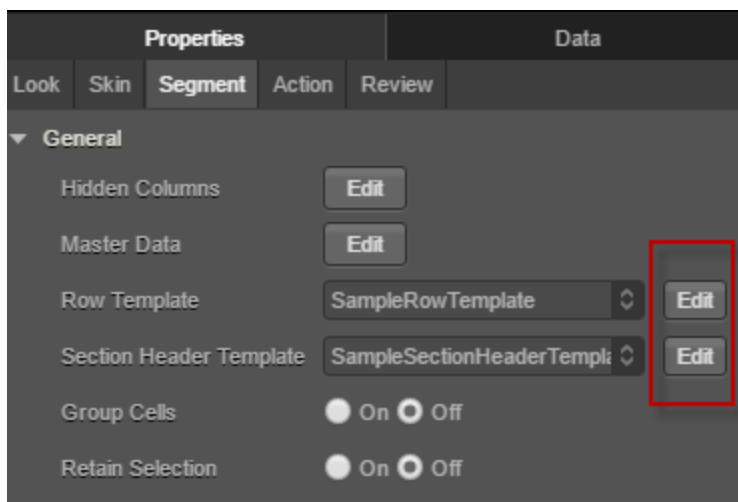 Properties Data
Look Skin Segment Action Review
General
Hidden Columns Edit
Master Data Edit
Row Template SampleRowTemplate Edit
Section Header Template SampleSectionHeaderTempla Edit
Group Cells On Off
Retain Selection On Off